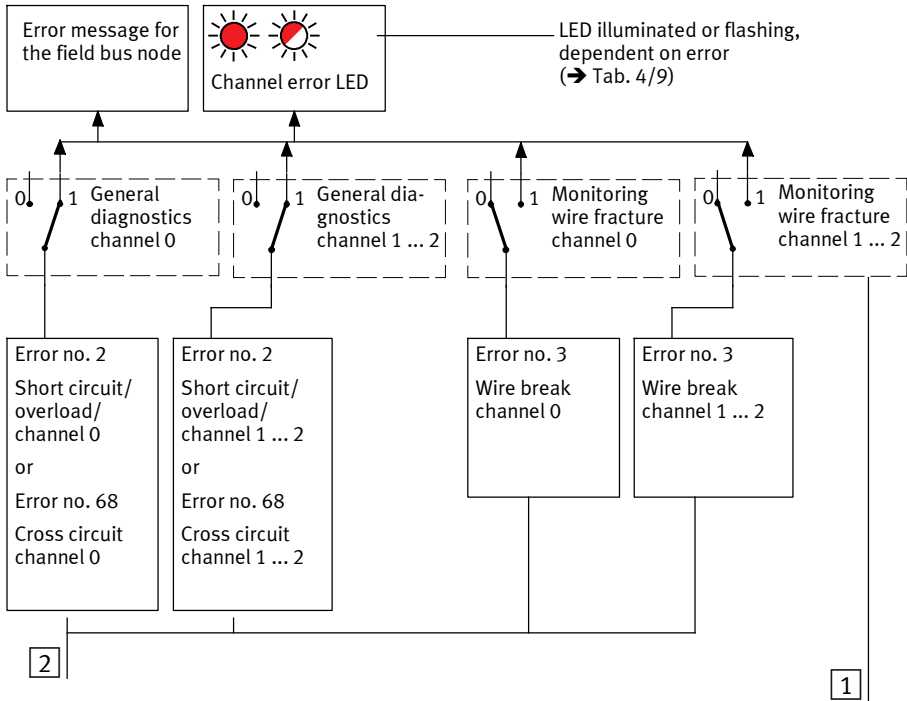 Error message for
the field bus node
Channel error LED
LED illuminated or flashing,
dependent on error
(➔ Tab. 4/9)
0 1 General
diagnostics
channel 0
0 1 General dia-
gnostics
channel 1 ... 2
0 1 Monitoring
wire fracture
channel 0
0 1 Monitoring
wire fracture
channel 1 ... 2
Error no. 2
Short circuit/
overload/
channel 0
or
Error no. 68
Cross circuit
channel 0
Error no. 2
Short circuit/
overload/
channel 1 ... 2
or
Error no. 68
Cross circuit
channel 1 ... 2
Error no. 3
Wire break
channel 0
Error no. 3
Wire break
channel 1 ... 2
2
1